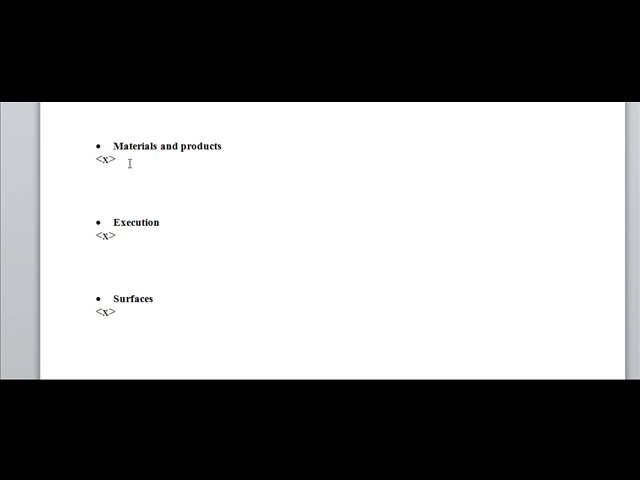 • Materials and products
<x>
• Execution
<x>
• Surfaces
<x>